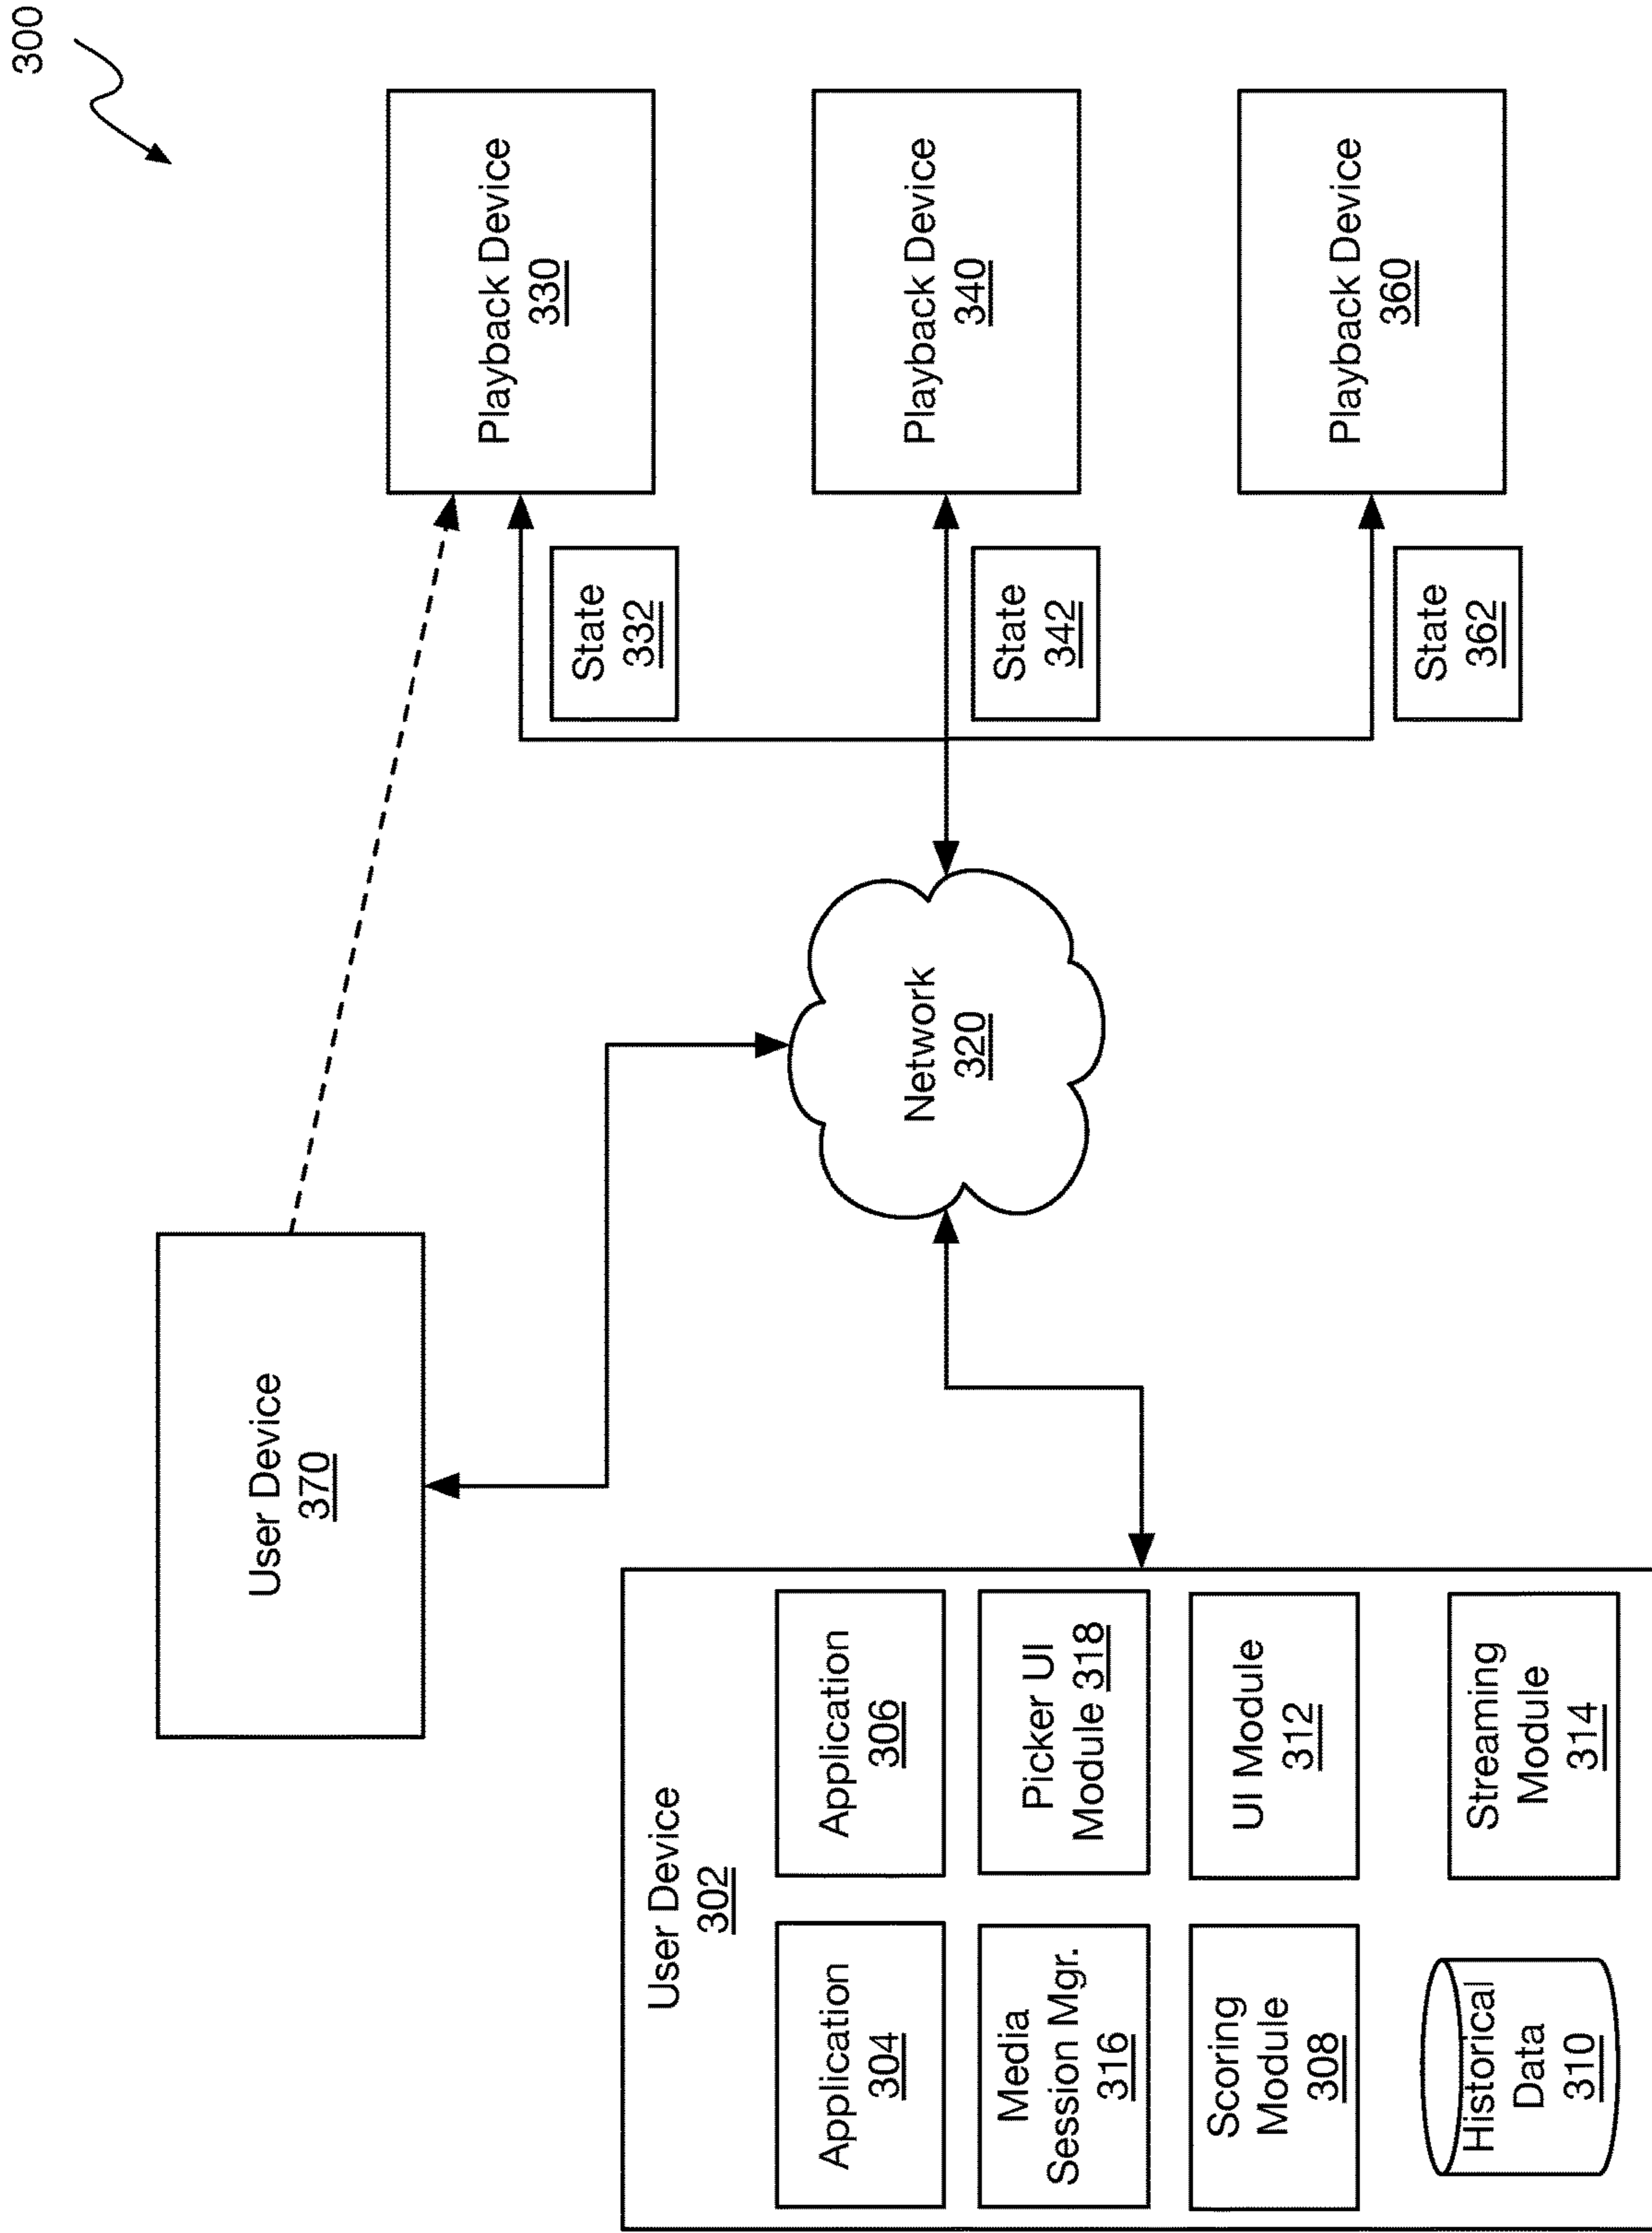 300
User Device
370
Playback Device
330
State
332
Playback Device
340
State
342
Playback Device
360
State
362
Network
320
User Device
302
Application
304
Application
306
Media
Session Mgr.
316
Picker UI
Module 318
Scoring
Module
308
UI Module
312
Historical
Data
310
Streaming
Module
314